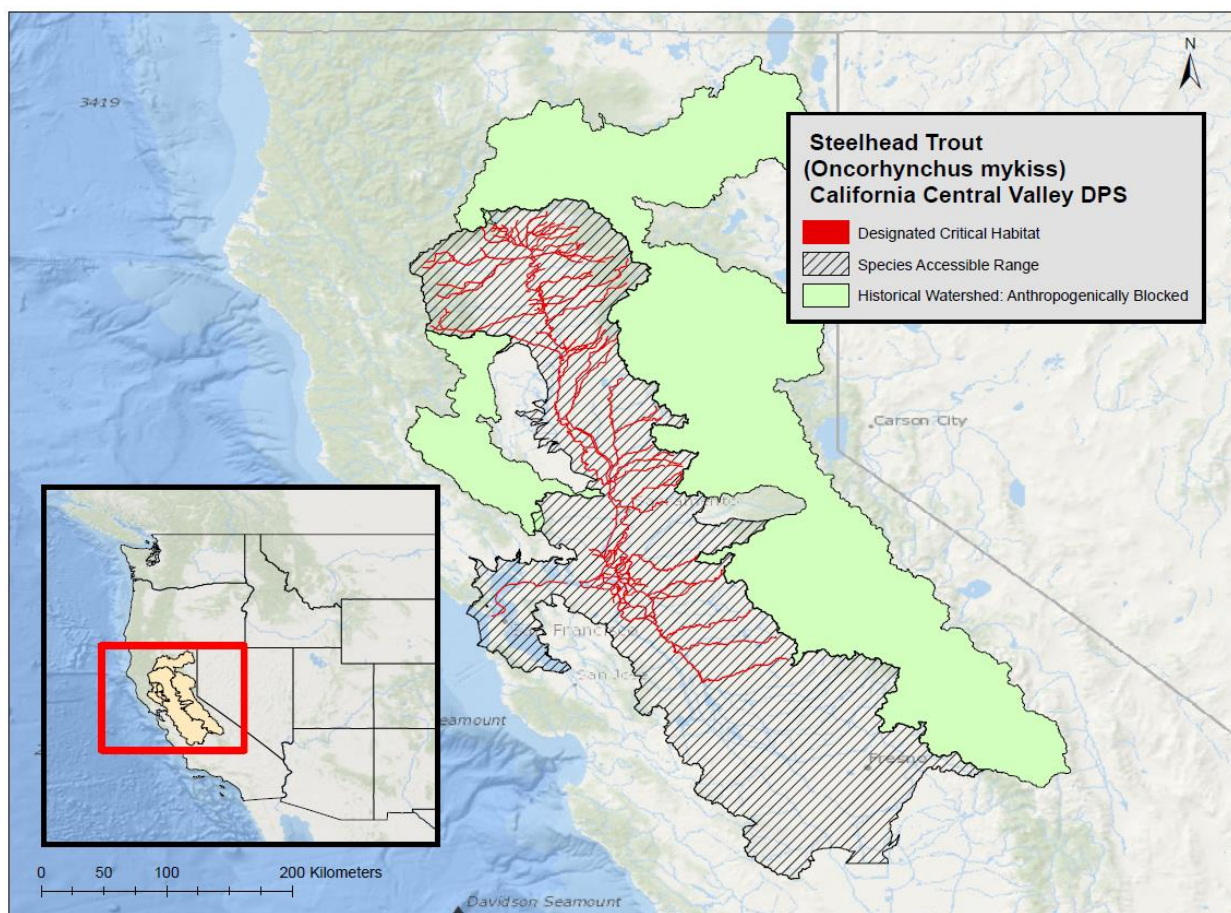 3419
N
Steelhead Trout
(Oncorhynchus mykiss)
California Central Valley DPS
Designated Critical Habitat
Species Accessible Range
Historical Watershed: Anthropogenically Blocked
Carson City
San Francisco
San Jose
Fresno
eamount
0 50 100 200 Kilometers
Davidson Seamount